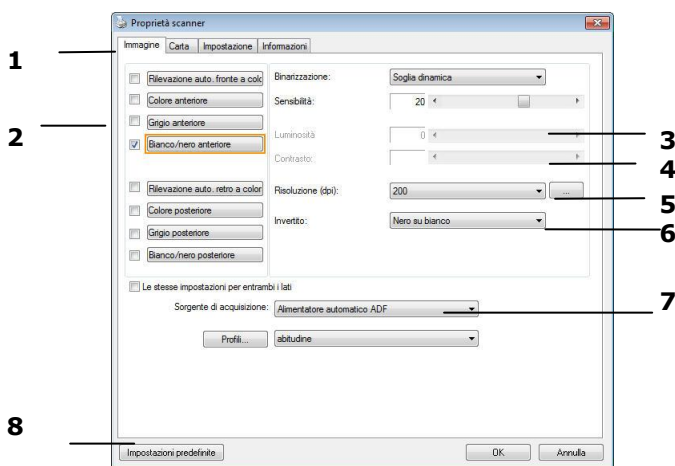 Proprietà scanner
Immagine Carta Impostazione Informazioni
1
Rilevazione auto. fronte a colo
Binarizzazione: Soglia dinamica
Colore anteriore
Sensibilità: 20
Grigio anteriore
2
Bianco/nero anteriore
Luminosità 0
3
Contrasto:
4
Rilevazione auto. retro a color
Risoluzione (dpi): 200 ...
5
Colore posteriore
Invertito: Nero su bianco
6
Grigio posteriore
Bianco/nero posteriore
Le stesse impostazioni per entrambi i lati
Sorgente di acquisizione: Alimentatore automatico ADF
7
Profili... abitudine
8
Impostazioni predefinite OK Annulla